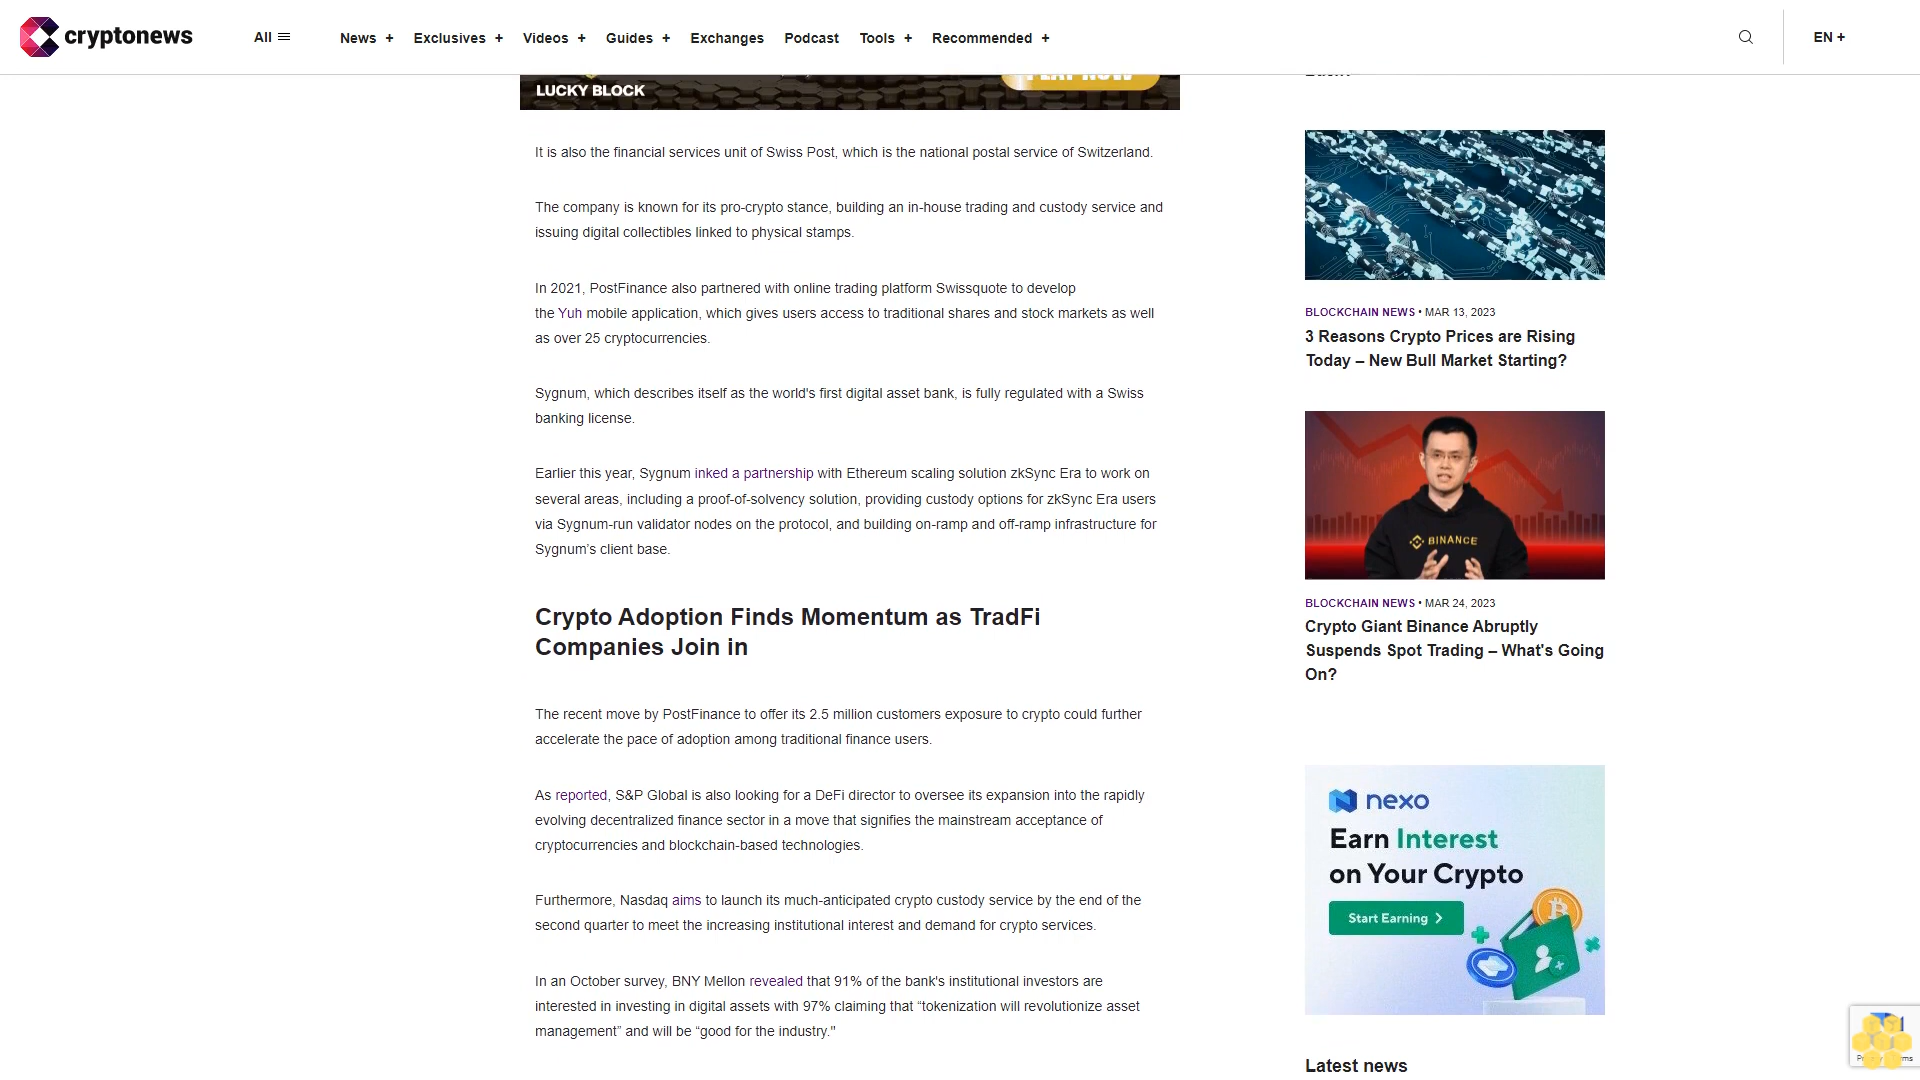 cryptonews
All
News +
Exclusives +
Videos +
Guides +
Exchanges
Podcast
Tools +
Recommended +
EN +
LUCKY BLOCK
It is also the financial services unit of Swiss Post, which is the national postal service of Switzerland.
The company is known for its pro-crypto stance, building an in-house trading and custody service and
issuing digital collectibles linked to physical stamps.
In 2021, PostFinance also partnered with online trading platform Swissquote to develop
the Yuh mobile application, which gives users access to traditional shares and stock markets as well
as over 25 cryptocurrencies.
Sygnum, which describes itself as the world's first digital asset bank, is fully regulated with a Swiss
banking license.
Earlier this year, Sygnum inked a partnership with Ethereum scaling solution zkSync Era to work on
several areas, including a proof-of-solvency solution, providing custody options for zkSync Era users
via Sygnum-run validator nodes on the protocol, and building on-ramp and off-ramp infrastructure for
Sygnum’s client base.
Crypto Adoption Finds Momentum as TradFi
Companies Join in
The recent move by PostFinance to offer its 2.5 million customers exposure to crypto could further
accelerate the pace of adoption among traditional finance users.
As reported, S&P Global is also looking for a DeFi director to oversee its expansion into the rapidly
evolving decentralized finance sector in a move that signifies the mainstream acceptance of
cryptocurrencies and blockchain-based technologies.
Furthermore, Nasdaq aims to launch its much-anticipated crypto custody service by the end of the
second quarter to meet the increasing institutional interest and demand for crypto services.
In an October survey, BNY Mellon revealed that 91% of the bank's institutional investors are
interested in investing in digital assets with 97% claiming that “tokenization will revolutionize asset
management” and will be “good for the industry."
BLOCKCHAIN NEWS • MAR 13, 2023
3 Reasons Crypto Prices are Rising
Today – New Bull Market Starting?
BINANCE
BLOCKCHAIN NEWS • MAR 24, 2023
Crypto Giant Binance Abruptly
Suspends Spot Trading – What's Going
On?
nexo
Earn Interest
on Your Crypto
Start Earning
Latest news